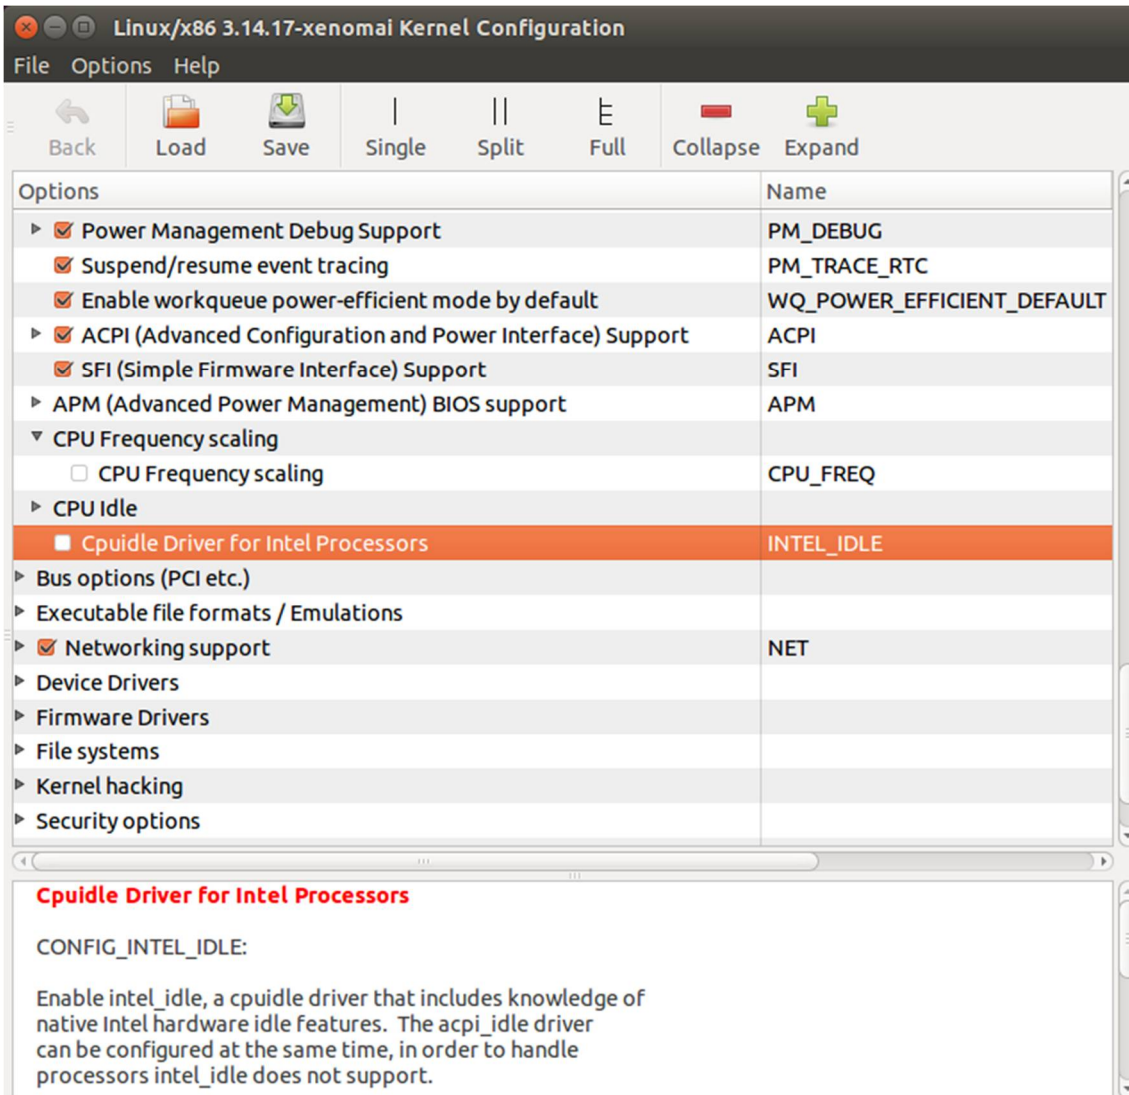 Linux/x86 3.14.17-xenomai Kernel Configuration
File Options Help
Back Load Save Single Split Full Collapse Expand
Options Name
Power Management Debug Support PM_DEBUG
Suspend/resume event tracing PM_TRACE_RTC
Enable workqueue power-efficient mode by default WQ_POWER_EFFICIENT_DEFAULT
ACPI (Advanced Configuration and Power Interface) Support ACPI
SFI (Simple Firmware Interface) Support SFI
APM (Advanced Power Management) BIOS support APM
CPU Frequency scaling
CPU Frequency scaling CPU_FREQ
CPU Idle
Cpuidle Driver for Intel Processors INTEL_IDLE
Bus options (PCI etc.)
Executable file formats / Emulations
Networking support NET
Device Drivers
Firmware Drivers
File systems
Kernel hacking
Security options
Cpuidle Driver for Intel Processors
CONFIG_INTEL_IDLE:
Enable intel_idle, a cpuidle driver that includes knowledge of
native Intel hardware idle features. The acpi_idle driver
can be configured at the same time, in order to handle
processors intel_idle does not support.